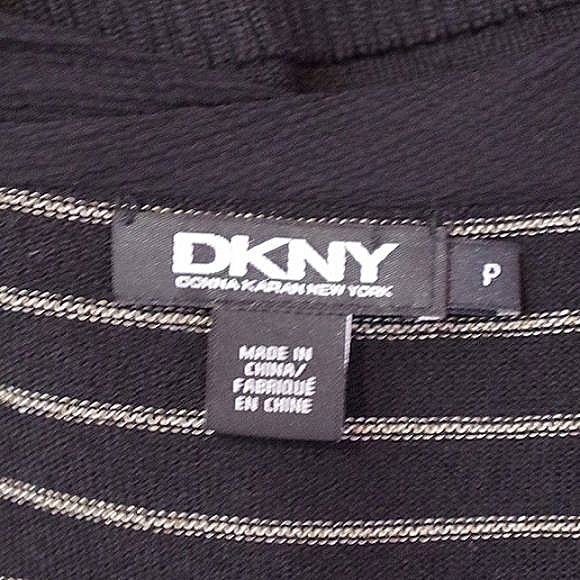 DKNY
DONNA KARAN NEW YORK
P
MADE IN
CHINA/
FABRIQUÉ
EN CHINE